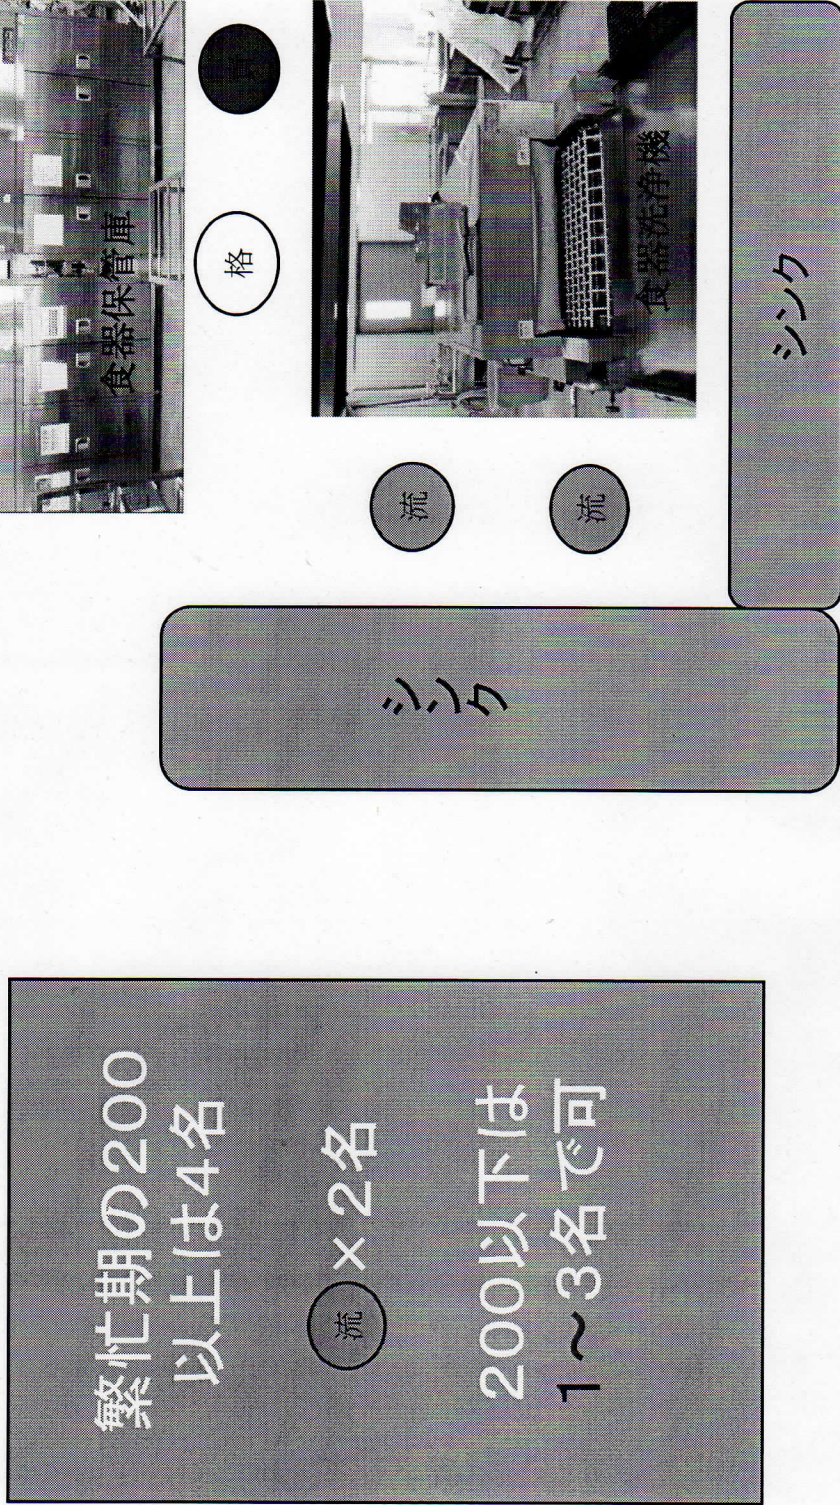 繁忙期の200
以上は4名
流×2名
200以下は
1～3名で可
シンク
流
流
シンク
食器保管庫
格
食器洗浄機